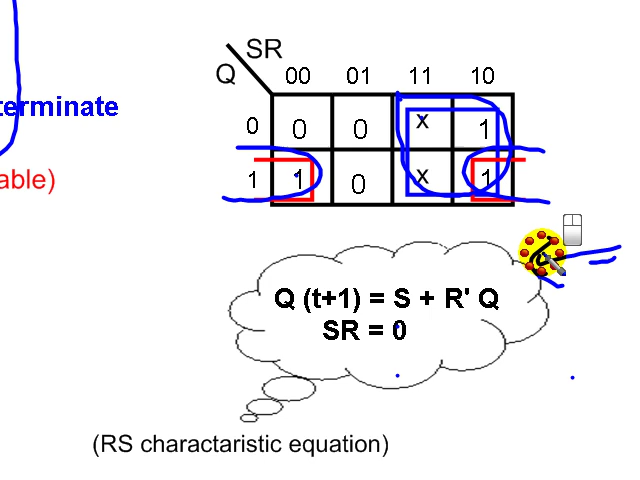 SR
Q 00 01 11 10
terminate
0 0 0 x 1
able)
1 1 0 x 1
Q (t+1) = S + R' Q
SR = 0
(RS charactaristic equation)